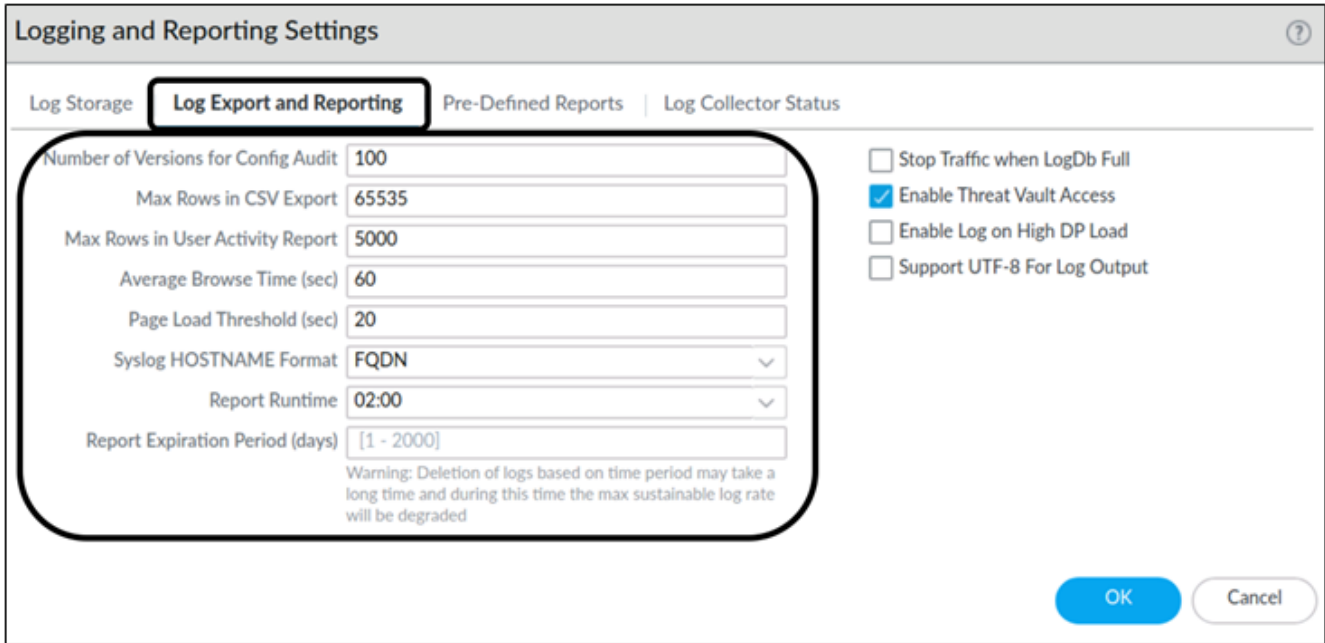 Logging and Reporting Settings
?
Log Storage Log Export and Reporting Pre-Defined Reports Log Collector Status
Number of Versions for Config Audit 100
Max Rows in CSV Export 65535
Max Rows in User Activity Report 5000
Average Browse Time (sec) 60
Page Load Threshold (sec) 20
Syslog HOSTNAME Format FQDN
Report Runtime 02:00
Report Expiration Period (days) [1 - 2000]
Warning: Deletion of logs based on time period may take a
long time and during this time the max sustainable log rate
will be degraded
Stop Traffic when LogDb Full
Enable Threat Vault Access
Enable Log on High DP Load
Support UTF-8 For Log Output
OK Cancel